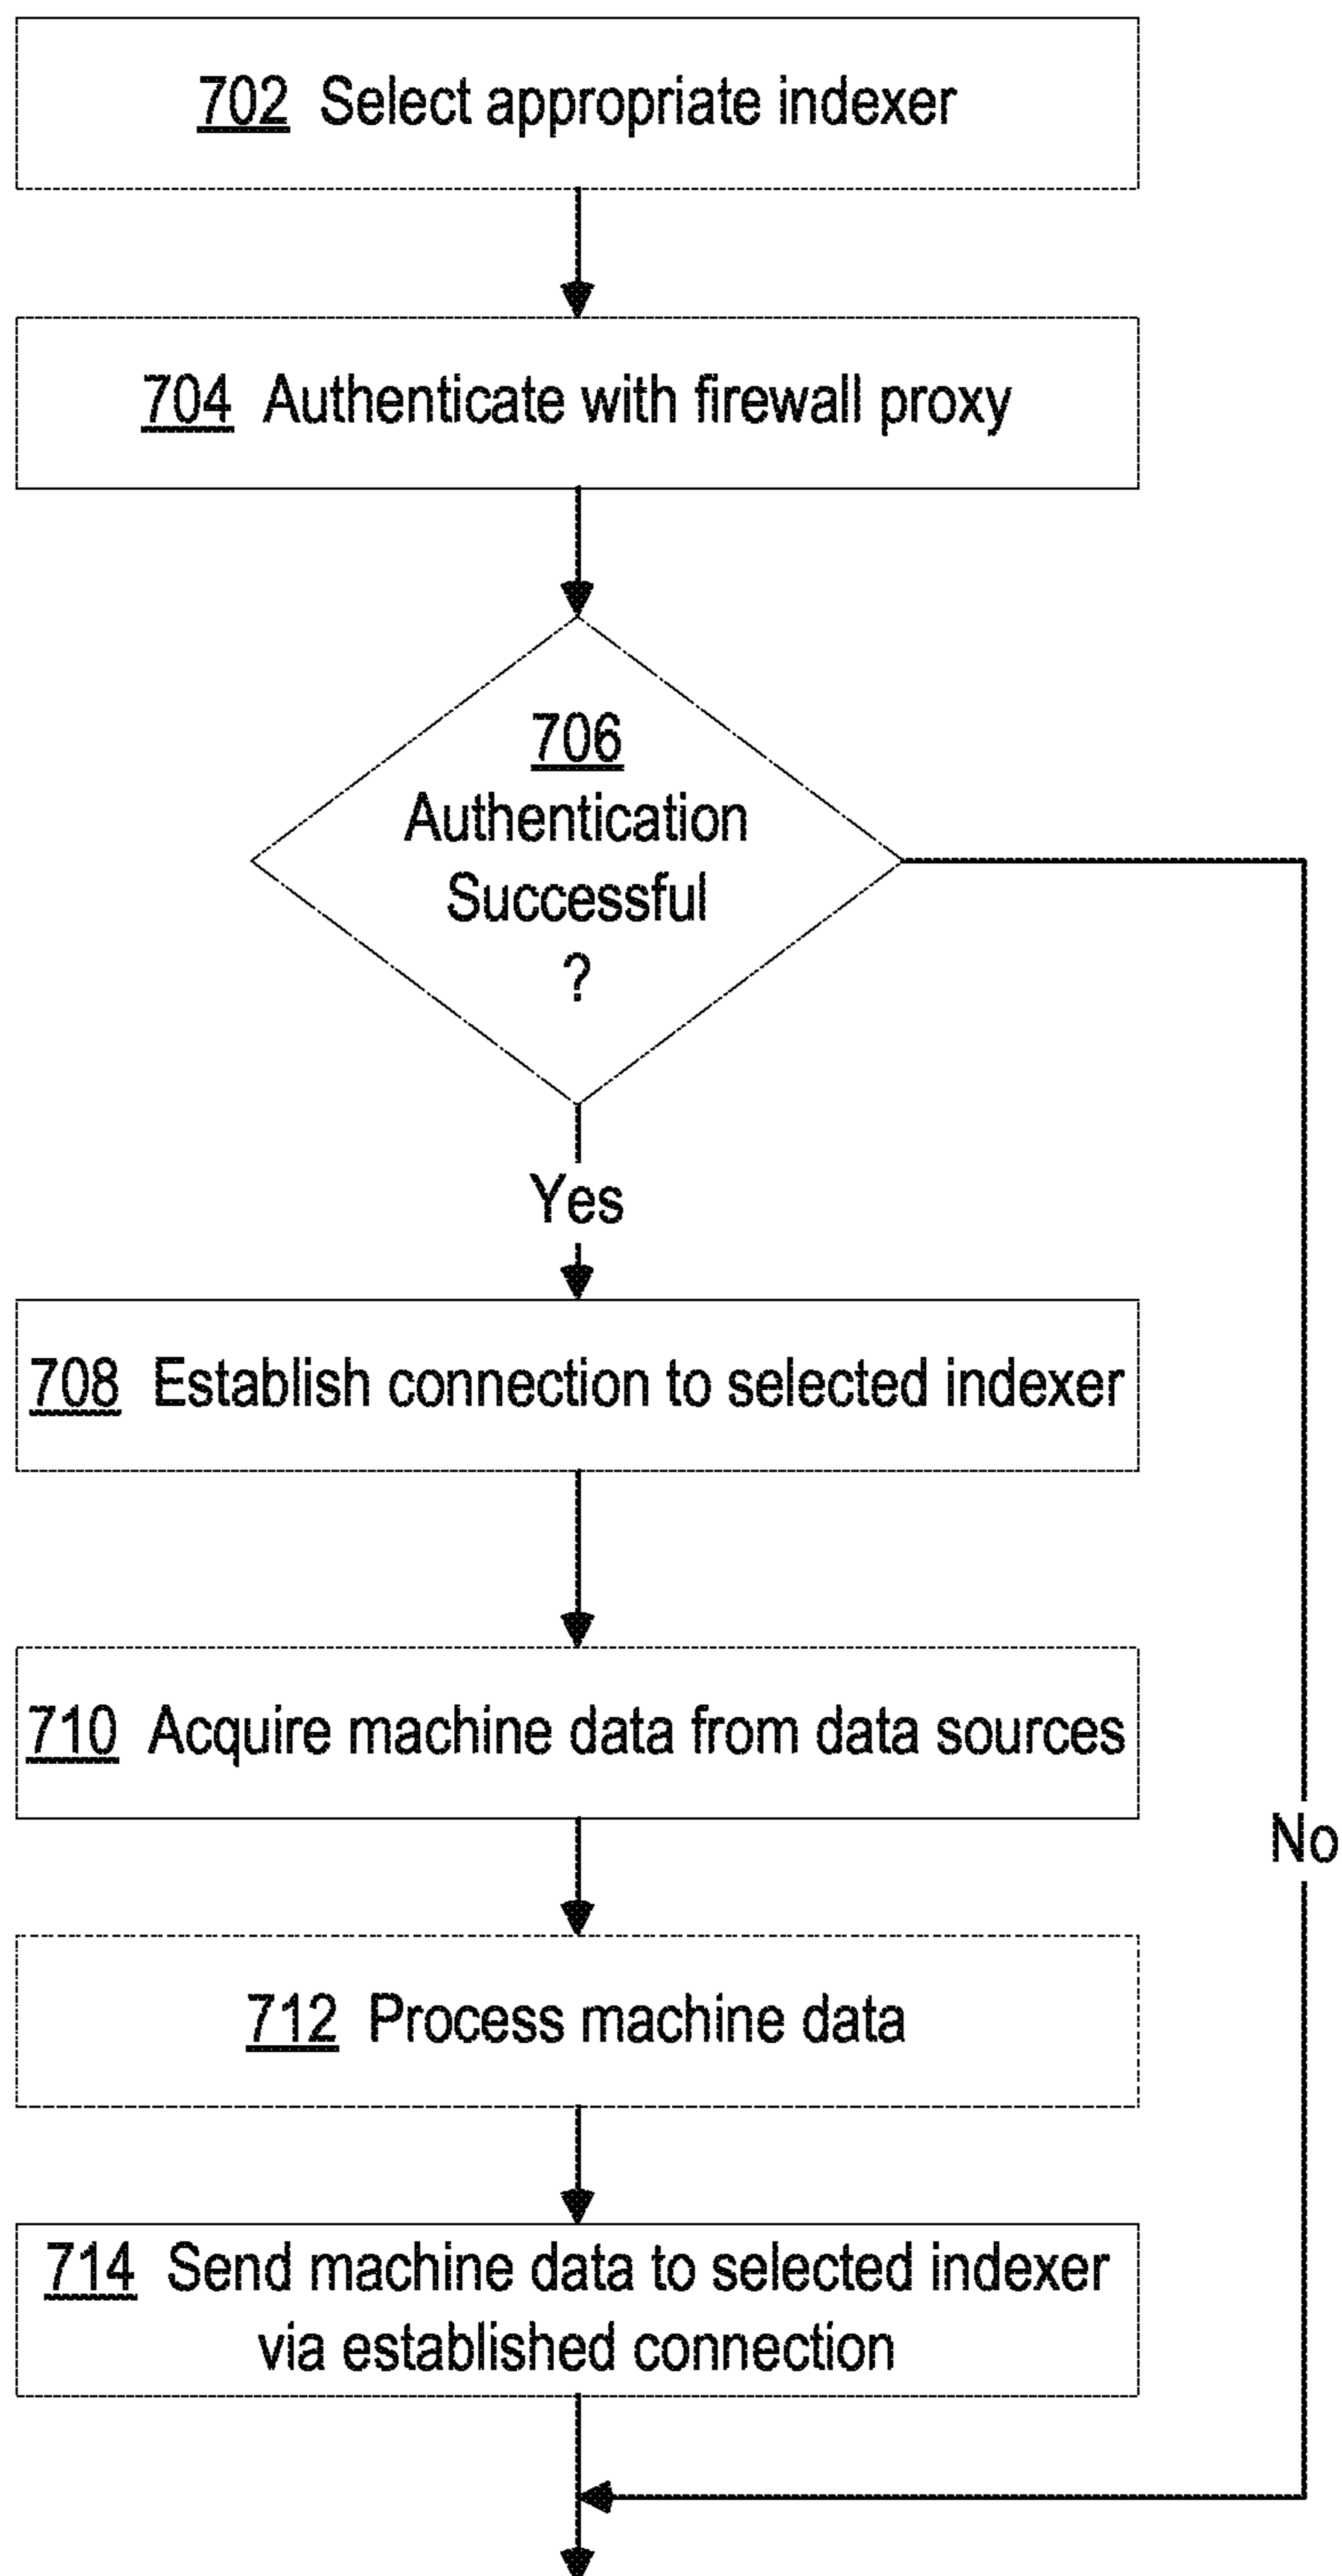 702 Select appropriate indexer
704 Authenticate with firewall proxy
706
Authentication
Successful
?
Yes
708 Establish connection to selected indexer
710 Acquire machine data from data sources
No
712 Process machine data
714 Send machine data to selected indexer
via established connection